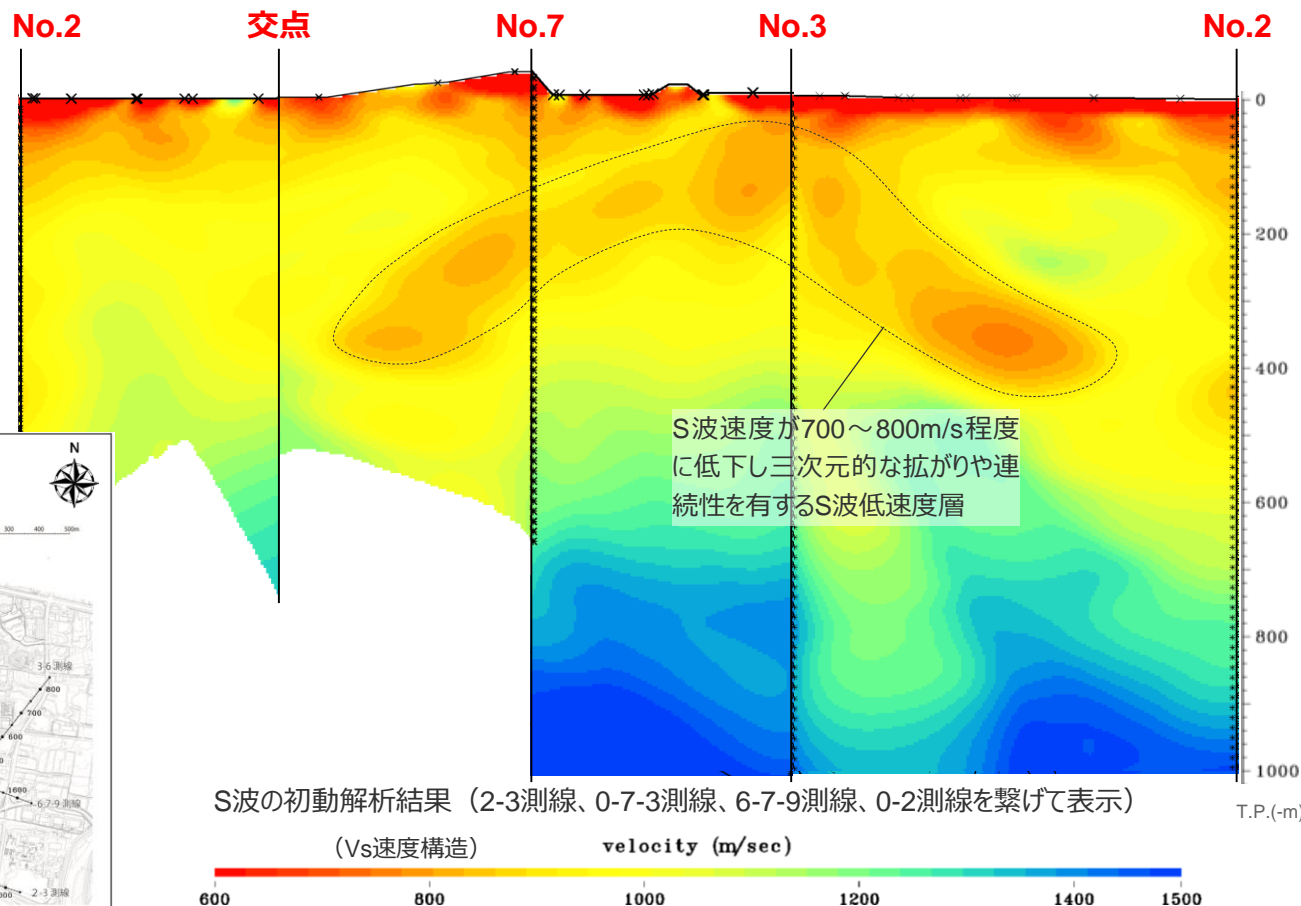 No.2 交点 No.7 No.3 No.2
0
200
400
S波速度が700～800m/s程度
に低下し三次元的な拡がりや連
続性を有するS波低速度層
N
300 400 500m
600
3-6 測線
800
700
600
800
1600
6-7-9 測線
1000
S波の初動解析結果（2-3測線、0-7-3測線、6-7-9測線、0-2測線を繋げて表示）
T.P.(-m)
（Vs速度構造） velocity (m/sec)
2-3 測線
600 800 1000 1200 1400 1500